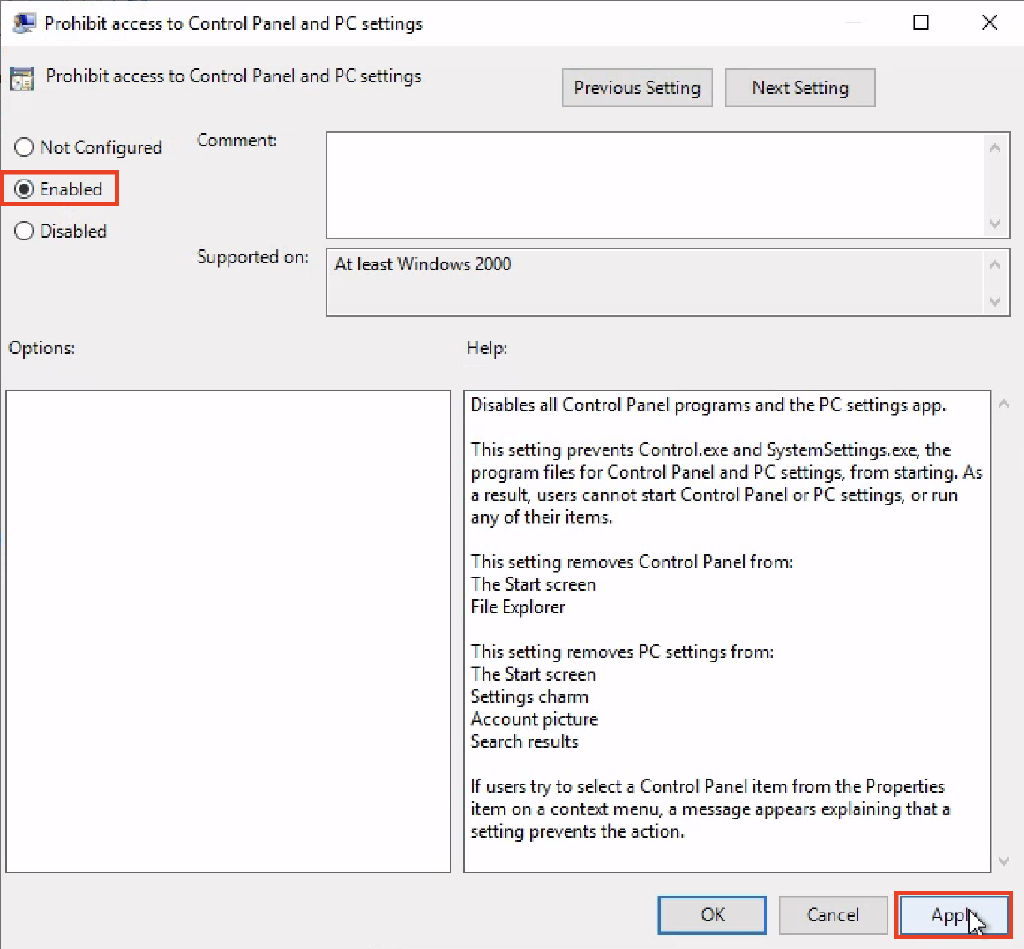 Prohibit access to Control Panel and PC settings
Prohibit access to Control Panel and PC settings
Previous Setting
Next Setting
Not Configured
Enabled
Disabled
Comment:
Supported on:
At least Windows 2000
Options:
Help:
Disables all Control Panel programs and the PC settings app.
This setting prevents Control.exe and SystemSettings.exe, the
program files for Control Panel and PC settings, from starting. As
a result, users cannot start Control Panel or PC settings, or run
any of their items.
This setting removes Control Panel from:
The Start screen
File Explorer
This setting removes PC settings from:
The Start screen
Settings charm
Account picture
Search results
If users try to select a Control Panel item from the Properties
item on a context menu, a message appears explaining that a
setting prevents the action.
OK
Cancel
Apply